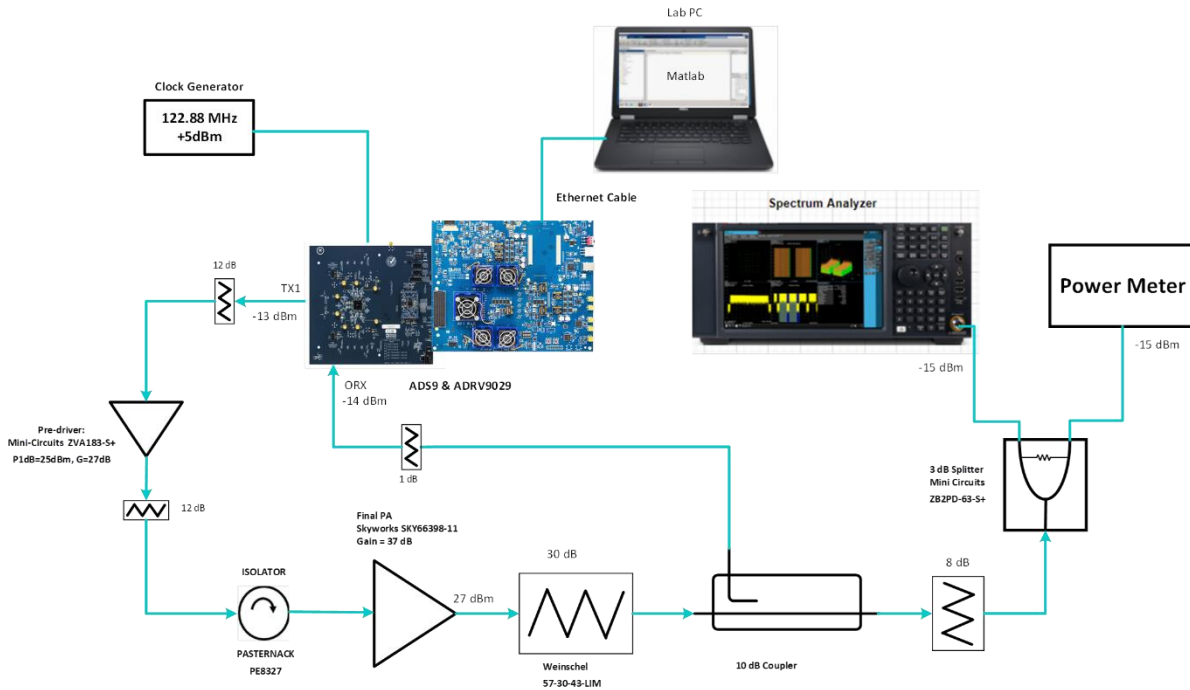 Lab PC
Matlab
Clock Generator
122.88 MHz
+5dBm
Ethernet Cable
Spectrum Analyzer
12 dB
TX1
-13 dBm
Power Meter
-15 dBm
-15 dBm
ORX
-14 dBm
ADS9 & ADRV9029
Pre-driver:
Mini-Circuits ZVA183-S+
P1dB=25dBm, G=27dB
1 dB
3 dB Splitter
Mini Circuits
ZB2PD-63-S+
12 dB
Final PA
Skyworks SKY66398-11
Gain = 37 dB
30 dB
8 dB
ISOLATOR
27 dBm
PASTERNACK
PE8327
Weinschel
57-30-43-LIM
10 dB Coupler